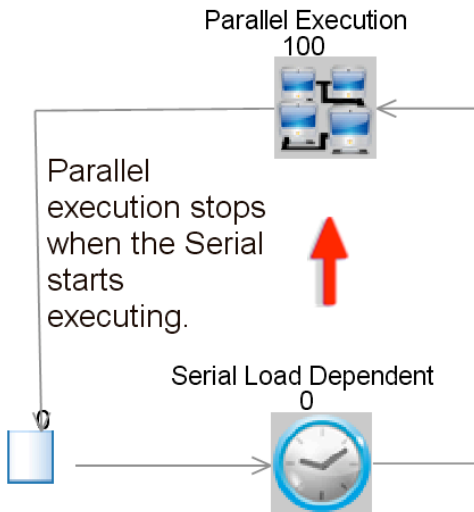 Parallel Execution
100
Parallel
execution stops
when the Serial
starts
executing.
Serial Load Dependent
0
0